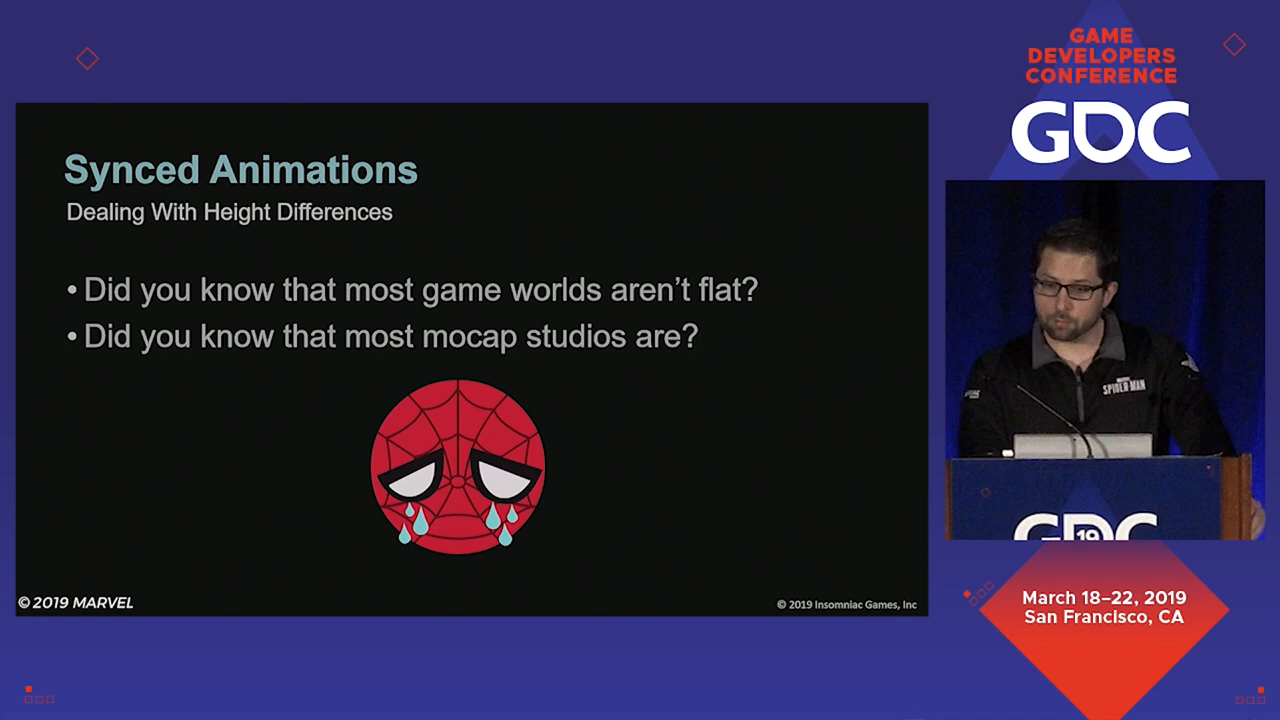 GAME
DEVELOPERS
CONFERENCE
GDC
Synced Animations
Dealing With Height Differences
• Did you know that most game worlds aren’t flat?
• Did you know that most mocap studios are?
© 2019 MARVEL
© 2019 Insomniac Games, Inc
SPIDER-MAN
GDC
19
March 18–22, 2019
San Francisco, CA